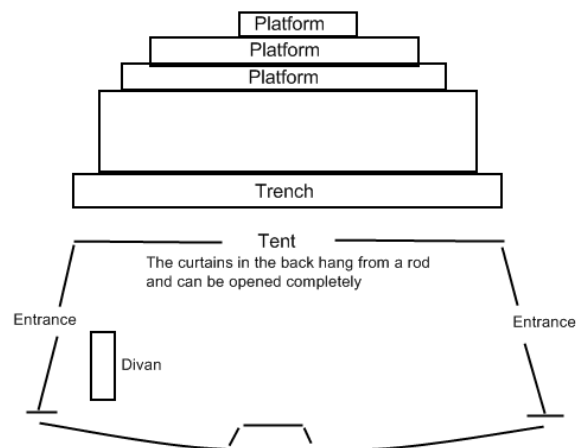 Platform
Platform
Platform
Trench
Tent
The curtains in the back hang from a rod
and can be opened completely
Entrance
Entrance
Divan